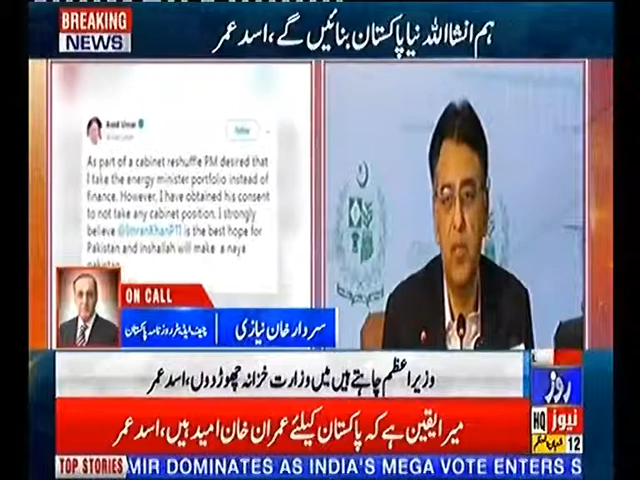 BREAKING
NEWS
ہم انشااللہ نیا پاکستان بنائیں گے، اسد عمر
Asad Umar
Follow
As part of a cabinet reshuffle PM desired that
I take the energy minister portfolio instead of
finance. However, I have obtained his consent
to not take any cabinet position. I strongly
believe @ImranKhanPTI is the best hope for
Pakistan and inshallah will make a naya
pakistan
ON CALL
سردار خان نیازی
چیف ایڈیٹر روزنامہ پاکستان
وزیراعظم چاہتے ہیں میں وزارت خزانہ چھوڑ دوں، اسد عمر
میرا یقین ہے کہ پاکستان کیلئے عمران خان امید ہیں، اسد عمر
روز
نیوز
HQ
12
TOP STORIES
MIR DOMINATES AS INDIA'S MEGA VOTE ENTERS S